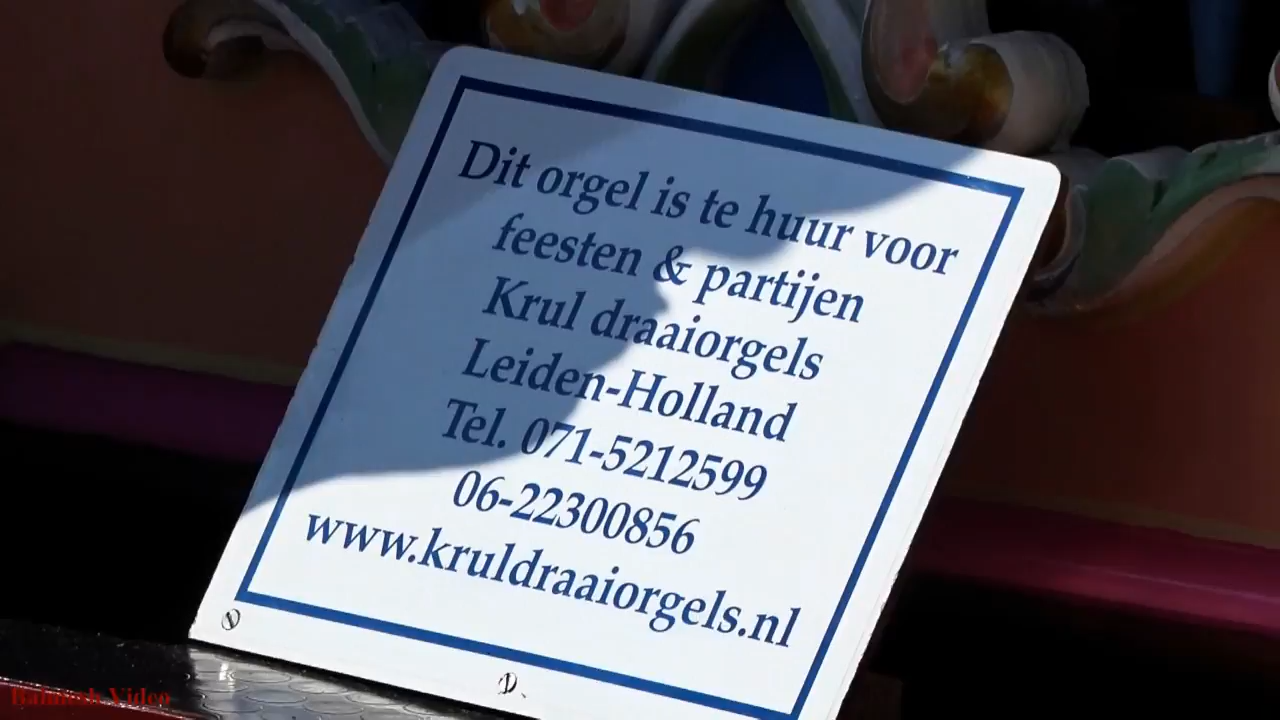 Dit orgel is te huur voor
feesten & partijen
Krul draaiorgels
Leiden-Holland
Tel. 071-5212599
06-22300856
www.kruldraaiorgels.nl
Video